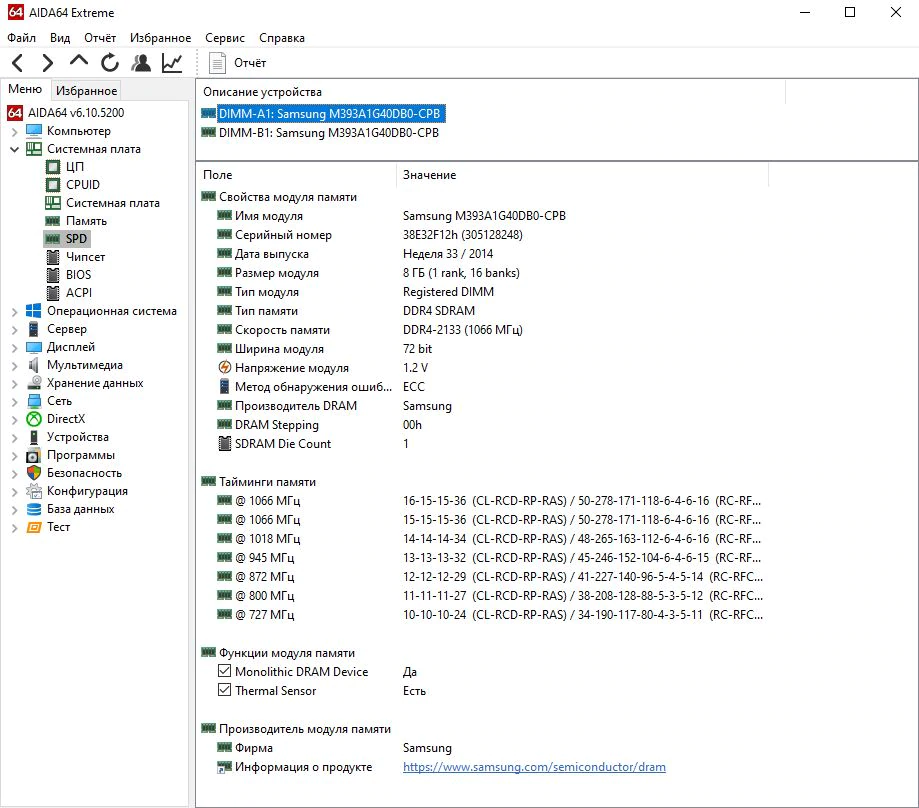 64 AIDA64 Extreme
Файл Вид Отчёт Избранное Сервис Справка
Отчёт
Меню Избранное
64 AIDA64 v6.10.5200
Компьютер
Системная плата
ЦП
CPUID
Системная плата
Память
SPD
Чипсет
BIOS
ACPI
Операционная система
Сервер
Дисплей
Мультимедиа
Хранение данных
Сеть
DirectX
Устройства
Программы
Безопасность
Конфигурация
База данных
Тест
Описание устройства
DIMM-A1: Samsung M393A1G40DB0-CPB
DIMM-B1: Samsung M393A1G40DB0-CPB
Поле Значение
Свойства модуля памяти
Имя модуля Samsung M393A1G40DB0-CPB
Серийный номер 38E32F12h (305128248)
Дата выпуска Неделя 33 / 2014
Размер модуля 8 ГБ (1 rank, 16 banks)
Тип модуля Registered DIMM
Тип памяти DDR4 SDRAM
Скорость памяти DDR4-2133 (1066 МГц)
Ширина модуля 72 bit
Напряжение модуля 1.2 V
Метод обнаружения ошиб... ECC
Производитель DRAM Samsung
DRAM Stepping 00h
SDRAM Die Count 1
Тайминги памяти
@ 1066 МГц 16-15-15-36 (CL-RCD-RP-RAS) / 50-278-171-118-6-4-6-16 (RC-RF...
@ 1066 МГц 15-15-15-36 (CL-RCD-RP-RAS) / 50-278-171-118-6-4-6-16 (RC-RF...
@ 1018 МГц 14-14-14-34 (CL-RCD-RP-RAS) / 48-265-163-112-6-4-6-16 (RC-RF...
@ 945 МГц 13-13-13-32 (CL-RCD-RP-RAS) / 45-246-152-104-6-4-6-15 (RC-RF...
@ 872 МГц 12-12-12-29 (CL-RCD-RP-RAS) / 41-227-140-96-5-4-5-14 (RC-RFC...
@ 800 МГц 11-11-11-27 (CL-RCD-RP-RAS) / 38-208-128-88-5-3-5-12 (RC-RFC...
@ 727 МГц 10-10-10-24 (CL-RCD-RP-RAS) / 34-190-117-80-4-3-5-11 (RC-RFC...
Функции модуля памяти
Monolithic DRAM Device Да
Thermal Sensor Есть
Производитель модуля памяти
Фирма Samsung
Информация о продукте https://www.samsung.com/semiconductor/dram